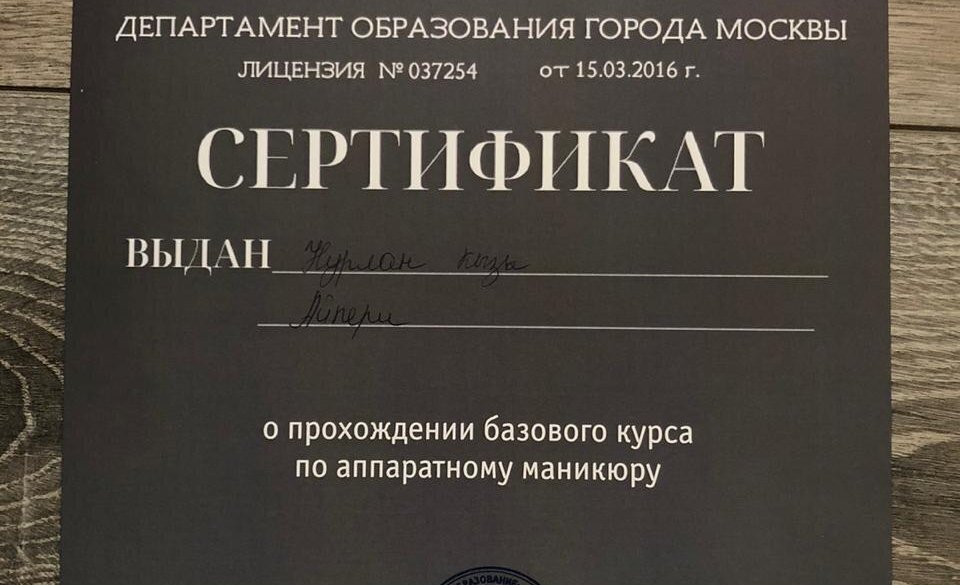 ДЕПАРТАМЕНТ ОБРАЗОВАНИЯ ГОРОДА МОСКВЫ
ЛИЦЕНЗИЯ № 037254 от 15.03.2016 г.
СЕРТИФИКАТ
ВЫДАН Нурлан кызы
Айпери
о прохождении базового курса
по аппаратному маникюру